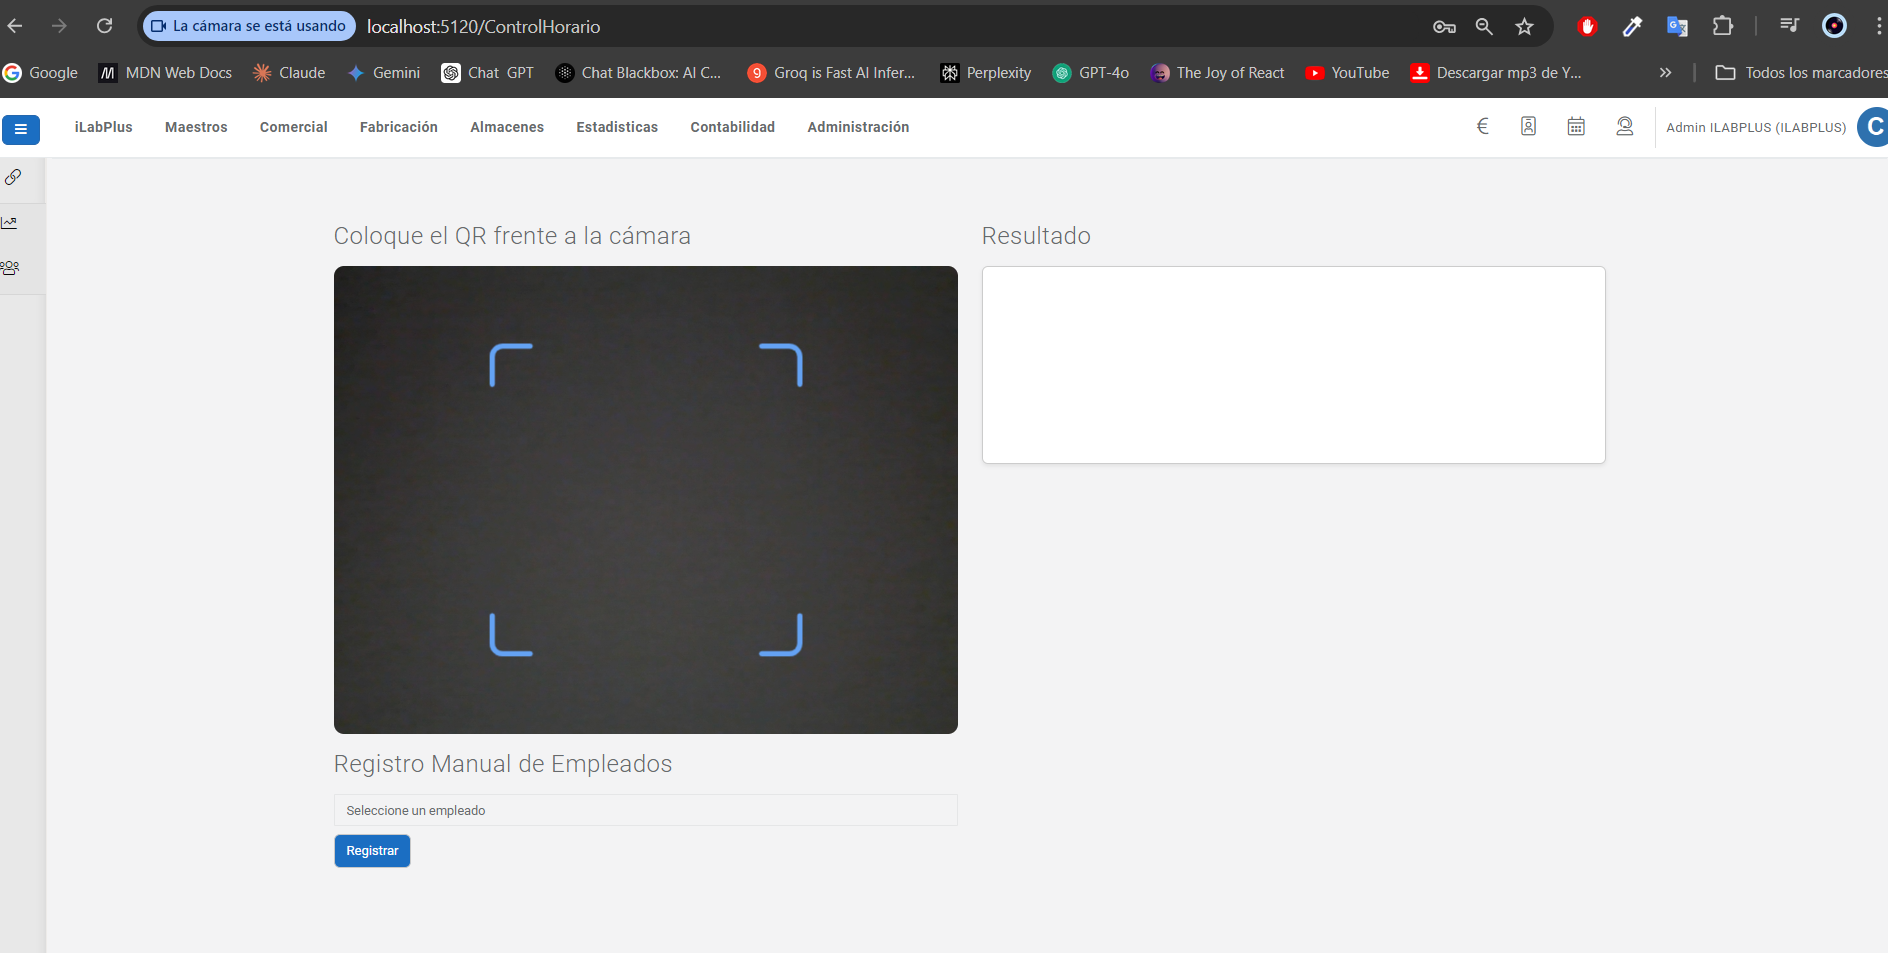 La cámara se está usando localhost:5120/ControlHorario
Google MDN Web Docs Claude Gemini Chat GPT Chat Blackbox: AI C... Groq is Fast AI Infer... Perplexity GPT-4o The Joy of React YouTube Descargar mp3 de Y... » Todos los marcadores
iLabPlus Maestros Comercial Fabricación Almacenes Estadisticas Contabilidad Administración € Admin ILABPLUS (ILABPLUS) C
Coloque el QR frente a la cámara
Resultado
Registro Manual de Empleados
Seleccione un empleado
Registrar